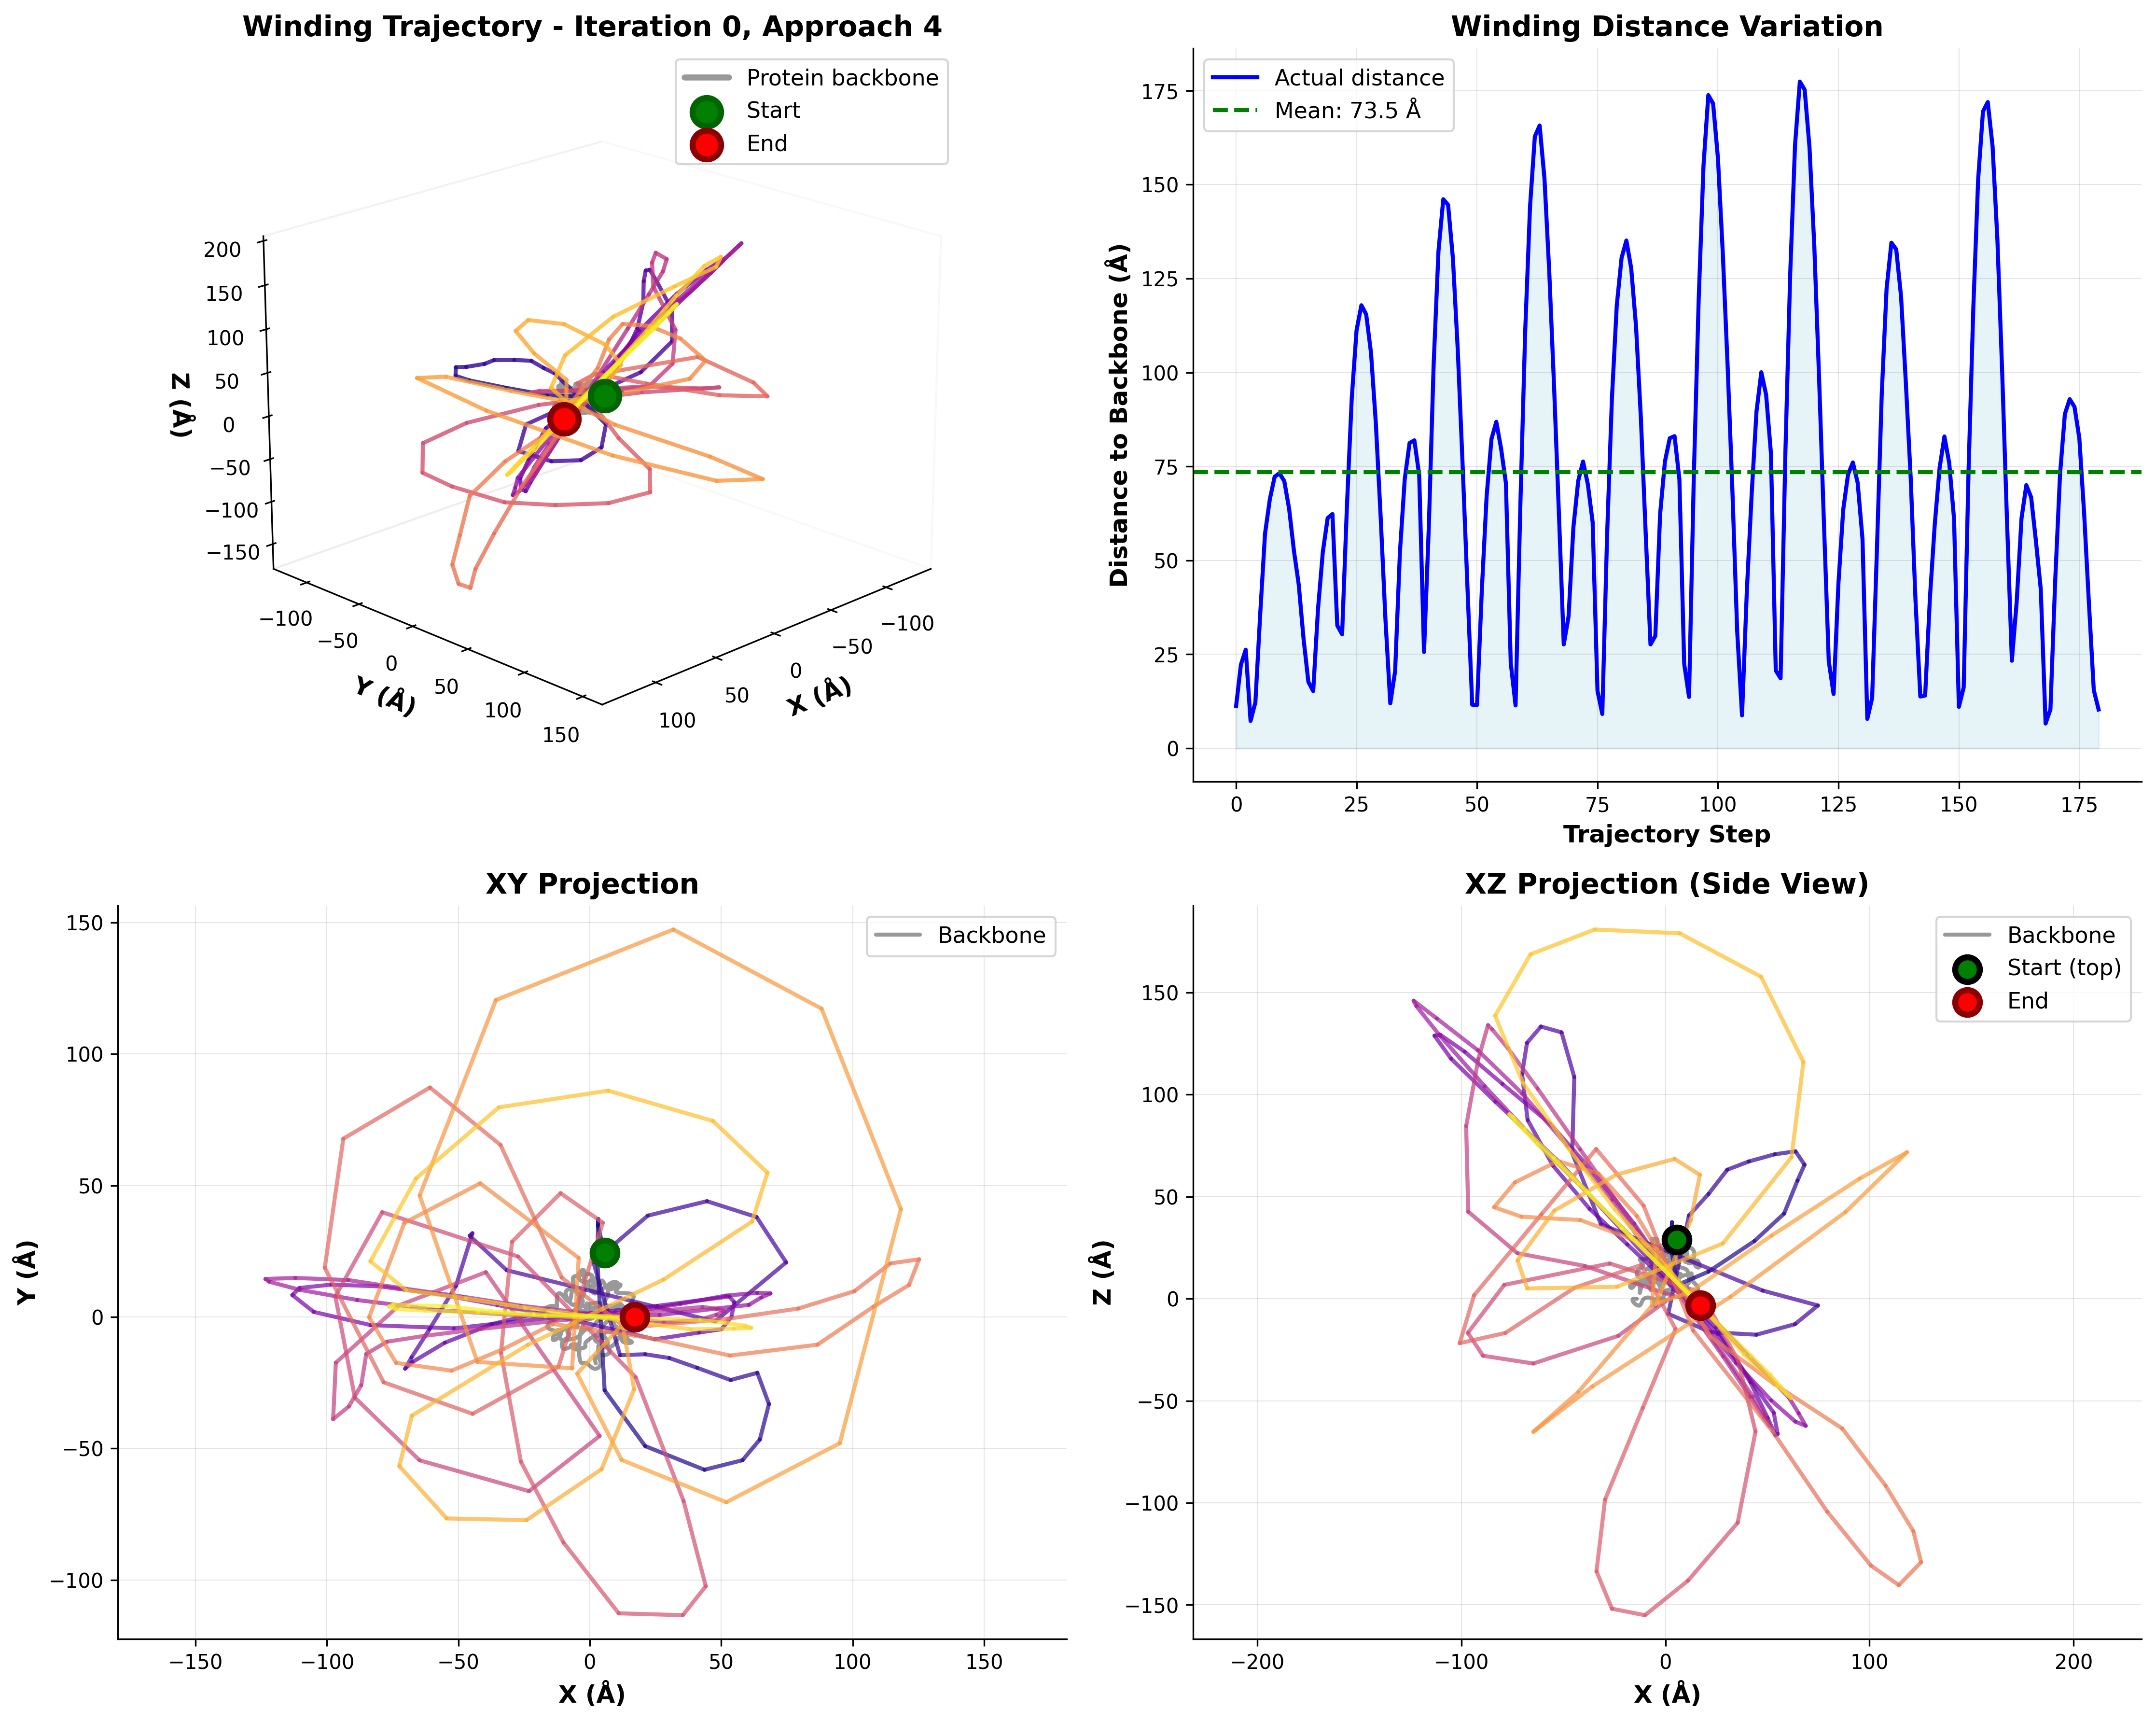 Winding Trajectory - Iteration 0, Approach 4
Protein backbone
Start
End
200
150
100
50
0
−50
−100
−150
Z (Å)
−100
−50
0
50
100
150
Y (Å)
100
50
0
−50
−100
X (Å)
Winding Distance Variation
Actual distance
Mean: 73.5 Å
175
150
125
100
75
50
25
0
Distance to Backbone (Å)
0
25
50
75
100
125
150
175
Trajectory Step
XY Projection
Backbone
150
100
50
0
−50
−100
Y (Å)
−150
−100
−50
0
50
100
150
X (Å)
XZ Projection (Side View)
Backbone
Start (top)
End
150
100
50
0
−50
−100
−150
Z (Å)
−200
−100
0
100
200
X (Å)